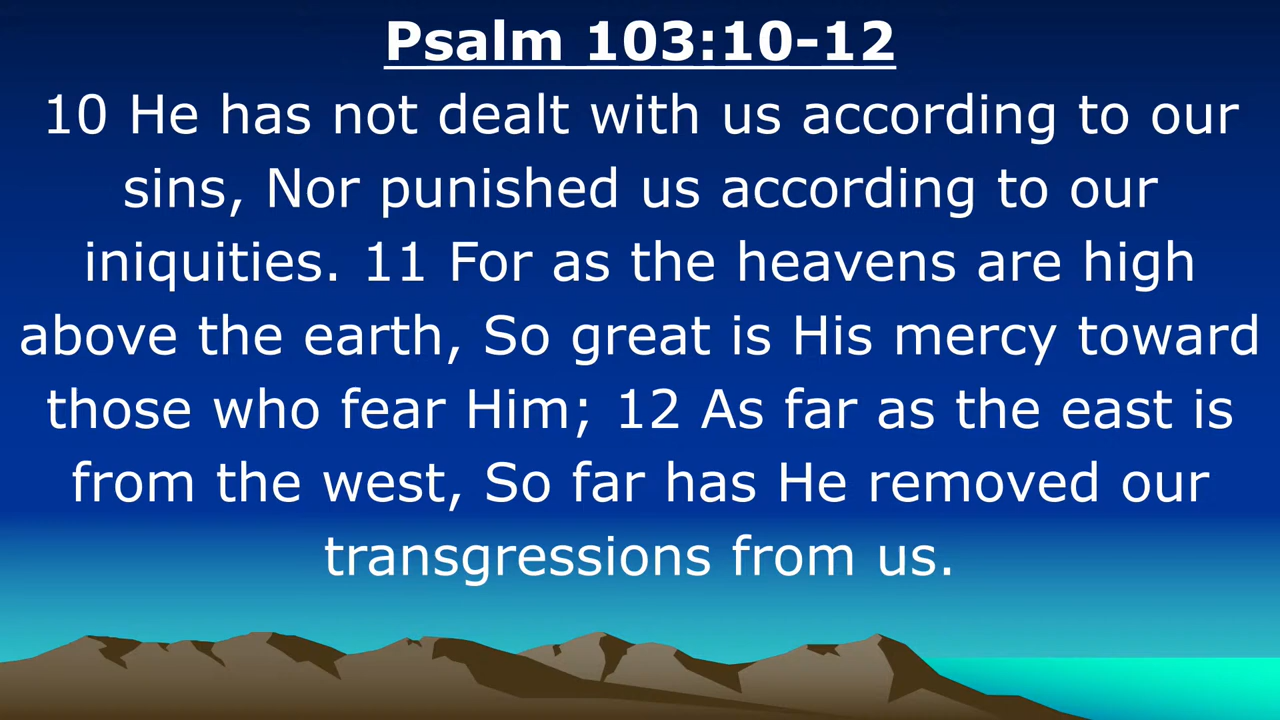 Psalm 103:10-12
10 He has not dealt with us according to our
sins, Nor punished us according to our
iniquities. 11 For as the heavens are high
above the earth, So great is His mercy toward
those who fear Him; 12 As far as the east is
from the west, So far has He removed our
transgressions from us.